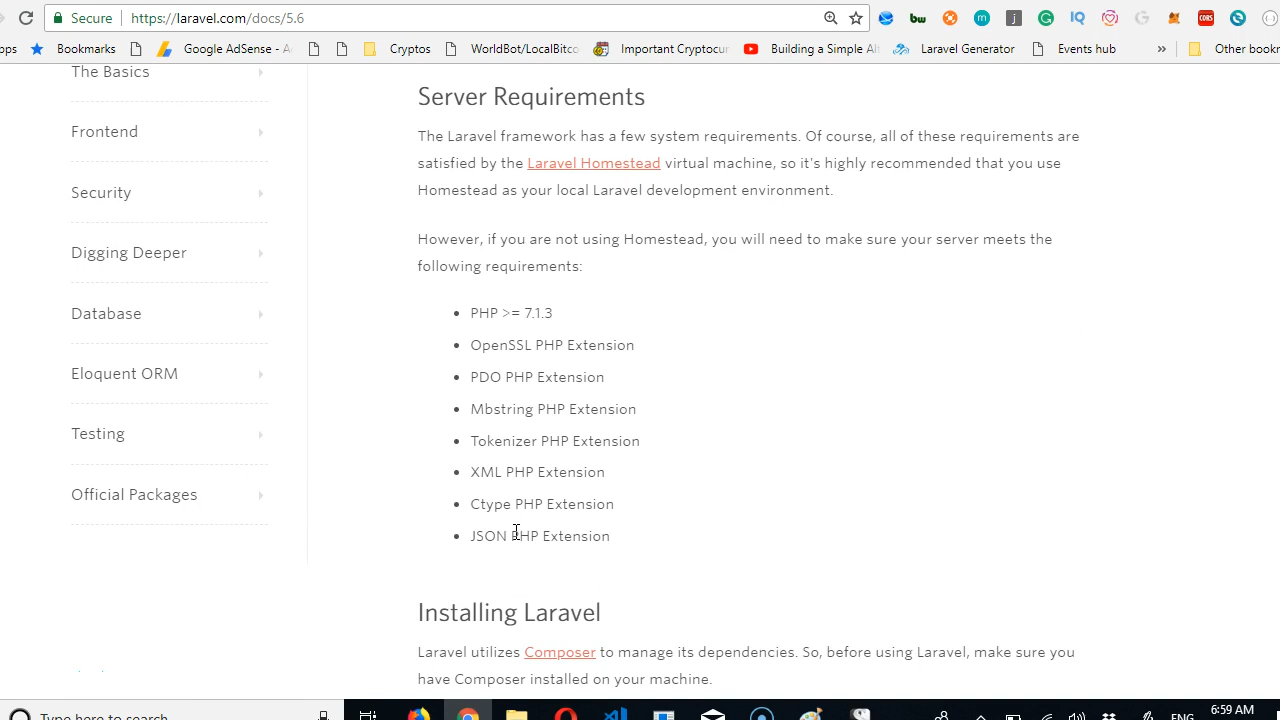 Secure https://laravel.com/docs/5.6
bw
m
j
G
IQ
G
CORS
Bookmarks
Google AdSense - A
Cryptos
WorldBot/LocalBitco
Important Cryptocur
Building a Simple
Laravel Generator
Events hub
»
Other book
The Basics
Frontend
Security
Digging Deeper
Database
Eloquent ORM
Testing
Official Packages
Server Requirements
The Laravel framework has a few system requirements. Of course, all of these requirements are
satisfied by the Laravel Homestead virtual machine, so it's highly recommended that you use
Homestead as your local Laravel development environment.
However, if you are not using Homestead, you will need to make sure your server meets the
following requirements:
• PHP >= 7.1.3
• OpenSSL PHP Extension
• PDO PHP Extension
• Mbstring PHP Extension
• Tokenizer PHP Extension
• XML PHP Extension
• Ctype PHP Extension
• JSON PHP Extension
Installing Laravel
Laravel utilizes Composer to manage its dependencies. So, before using Laravel, make sure you
have Composer installed on your machine.
Type here to search
6:59 AM